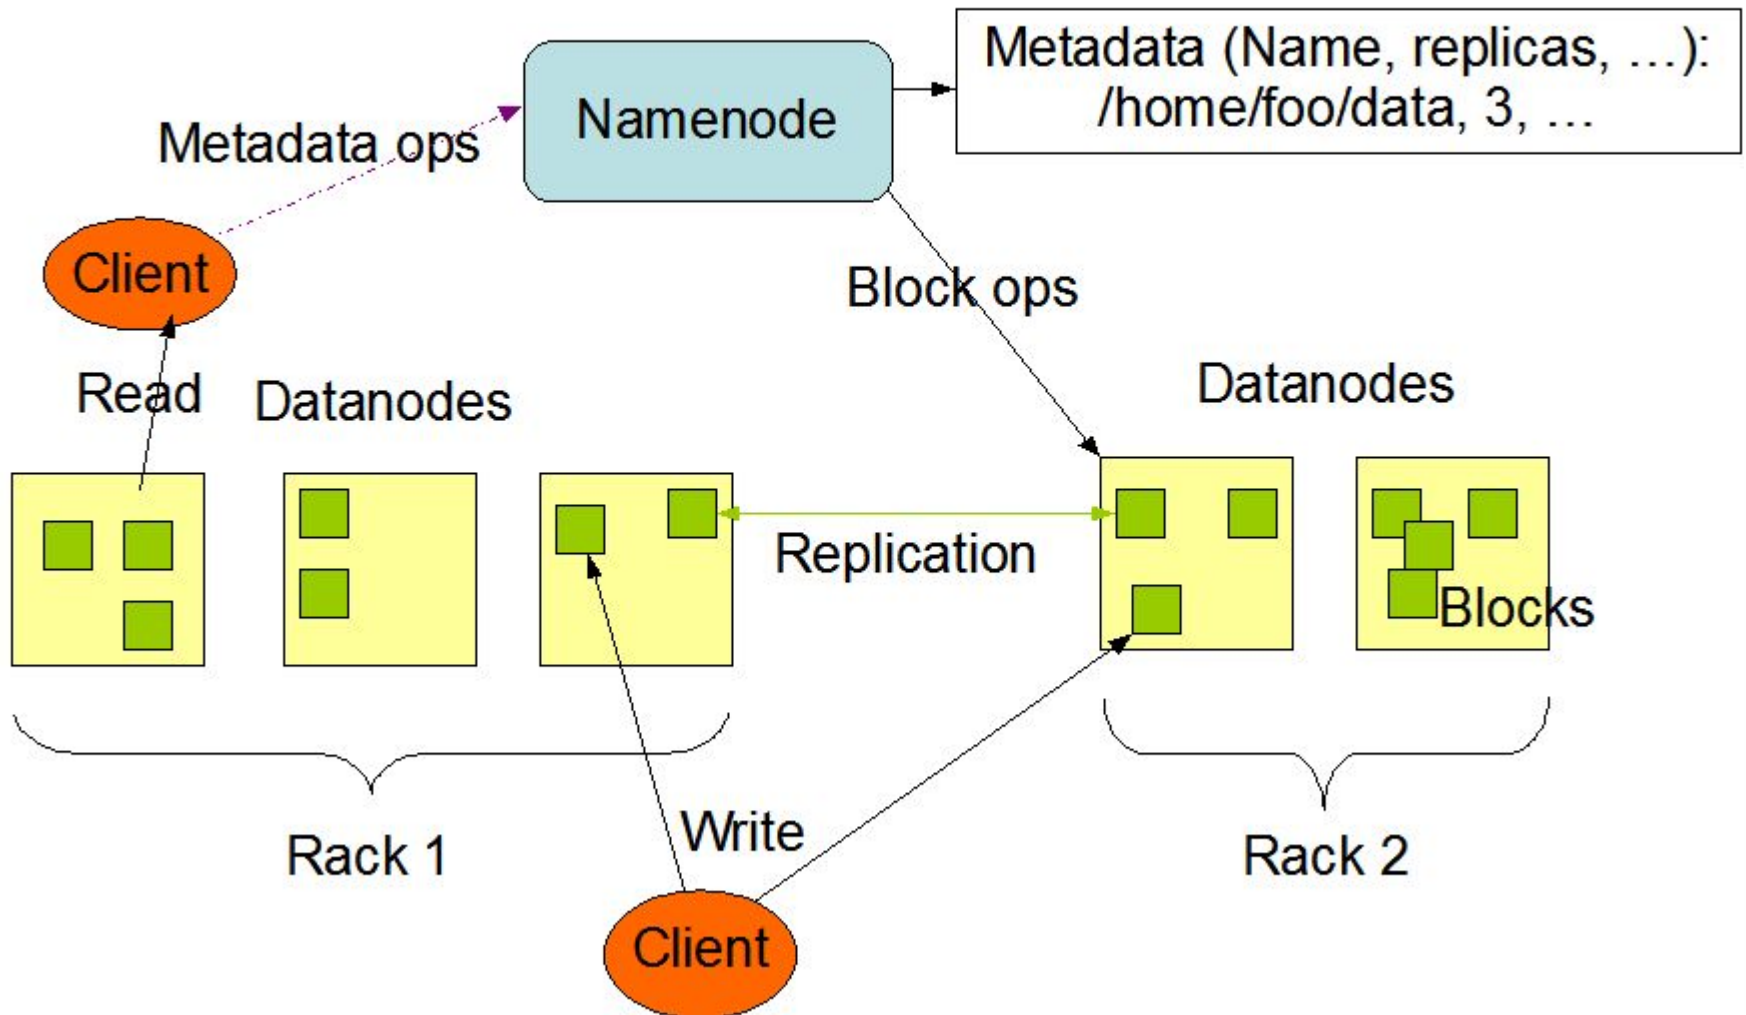 Metadata (Name, replicas, …):
/home/foo/data, 3, …
Namenode
Metadata ops
Client
Block ops
Read
Datanodes
Datanodes
Replication
Blocks
Write
Rack 1
Rack 2
Client